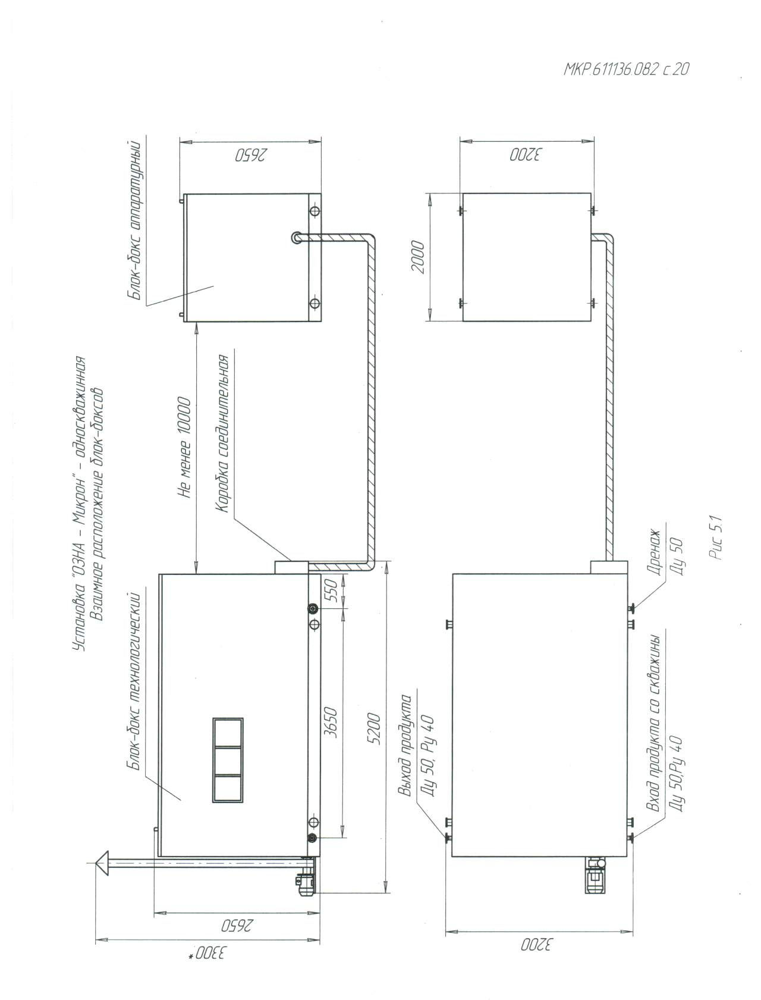 МКР.611136.082 с.20
Установка "ОЗНА - Микрон" - односкважинная
Взаимное расположение блок-боксов
Блок-бокс технологический
Блок-бокс аппаратурный
Не менее 10000
Коробка соединительная
3300*
2650
2650
550
3650
5200
Выход продукта
Ду 50, Ру 40
2000
3200
3200
Вход продукта со скважины
Ду 50,Ру 40
Дренаж
Ду 50
Рис 5.1